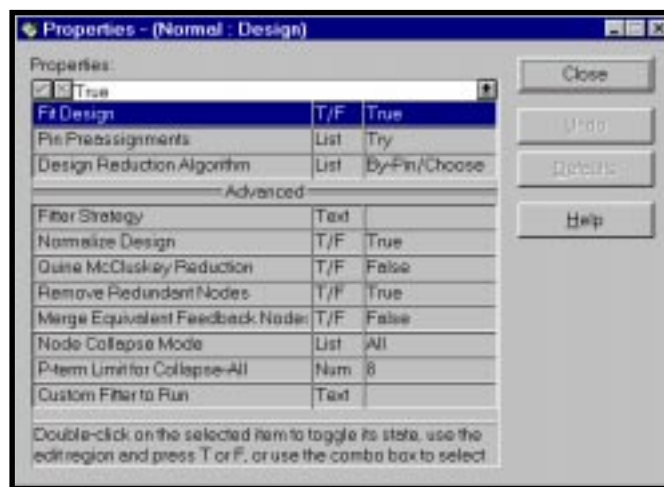 Properties - (Normal : Design)
Properties:
True
Close
Fit Design T/F True
Undo
Pin Preassignments List Try
Design Reduction Algorithm List By-Pin/Choose
Defaults
Advanced
Fitter Strategy Text
Help
Normalize Design T/F True
Quine McCluskey Reduction T/F False
Remove Redundant Nodes T/F True
Merge Equivalent Feedback Nodes T/F False
Node Collapse Mode List All
P-term Limit for Collapse-All Num 8
Custom Fitter to Run Text
Double-click on the selected item to toggle its state, use the
edit region and press T or F, or use the combo box to select